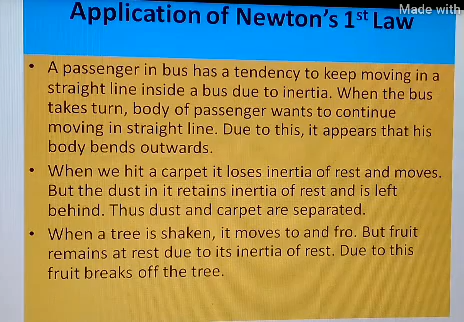 Made with
Application of Newton's 1st Law
• A passenger in bus has a tendency to keep moving in a
straight line inside a bus due to inertia. When the bus
takes turn, body of passenger wants to continue
moving in straight line. Due to this, it appears that his
body bends outwards.
• When we hit a carpet it loses inertia of rest and moves.
But the dust in it retains inertia of rest and is left
behind. Thus dust and carpet are separated.
• When a tree is shaken, it moves to and fro. But fruit
remains at rest due to its inertia of rest. Due to this
fruit breaks off the tree.